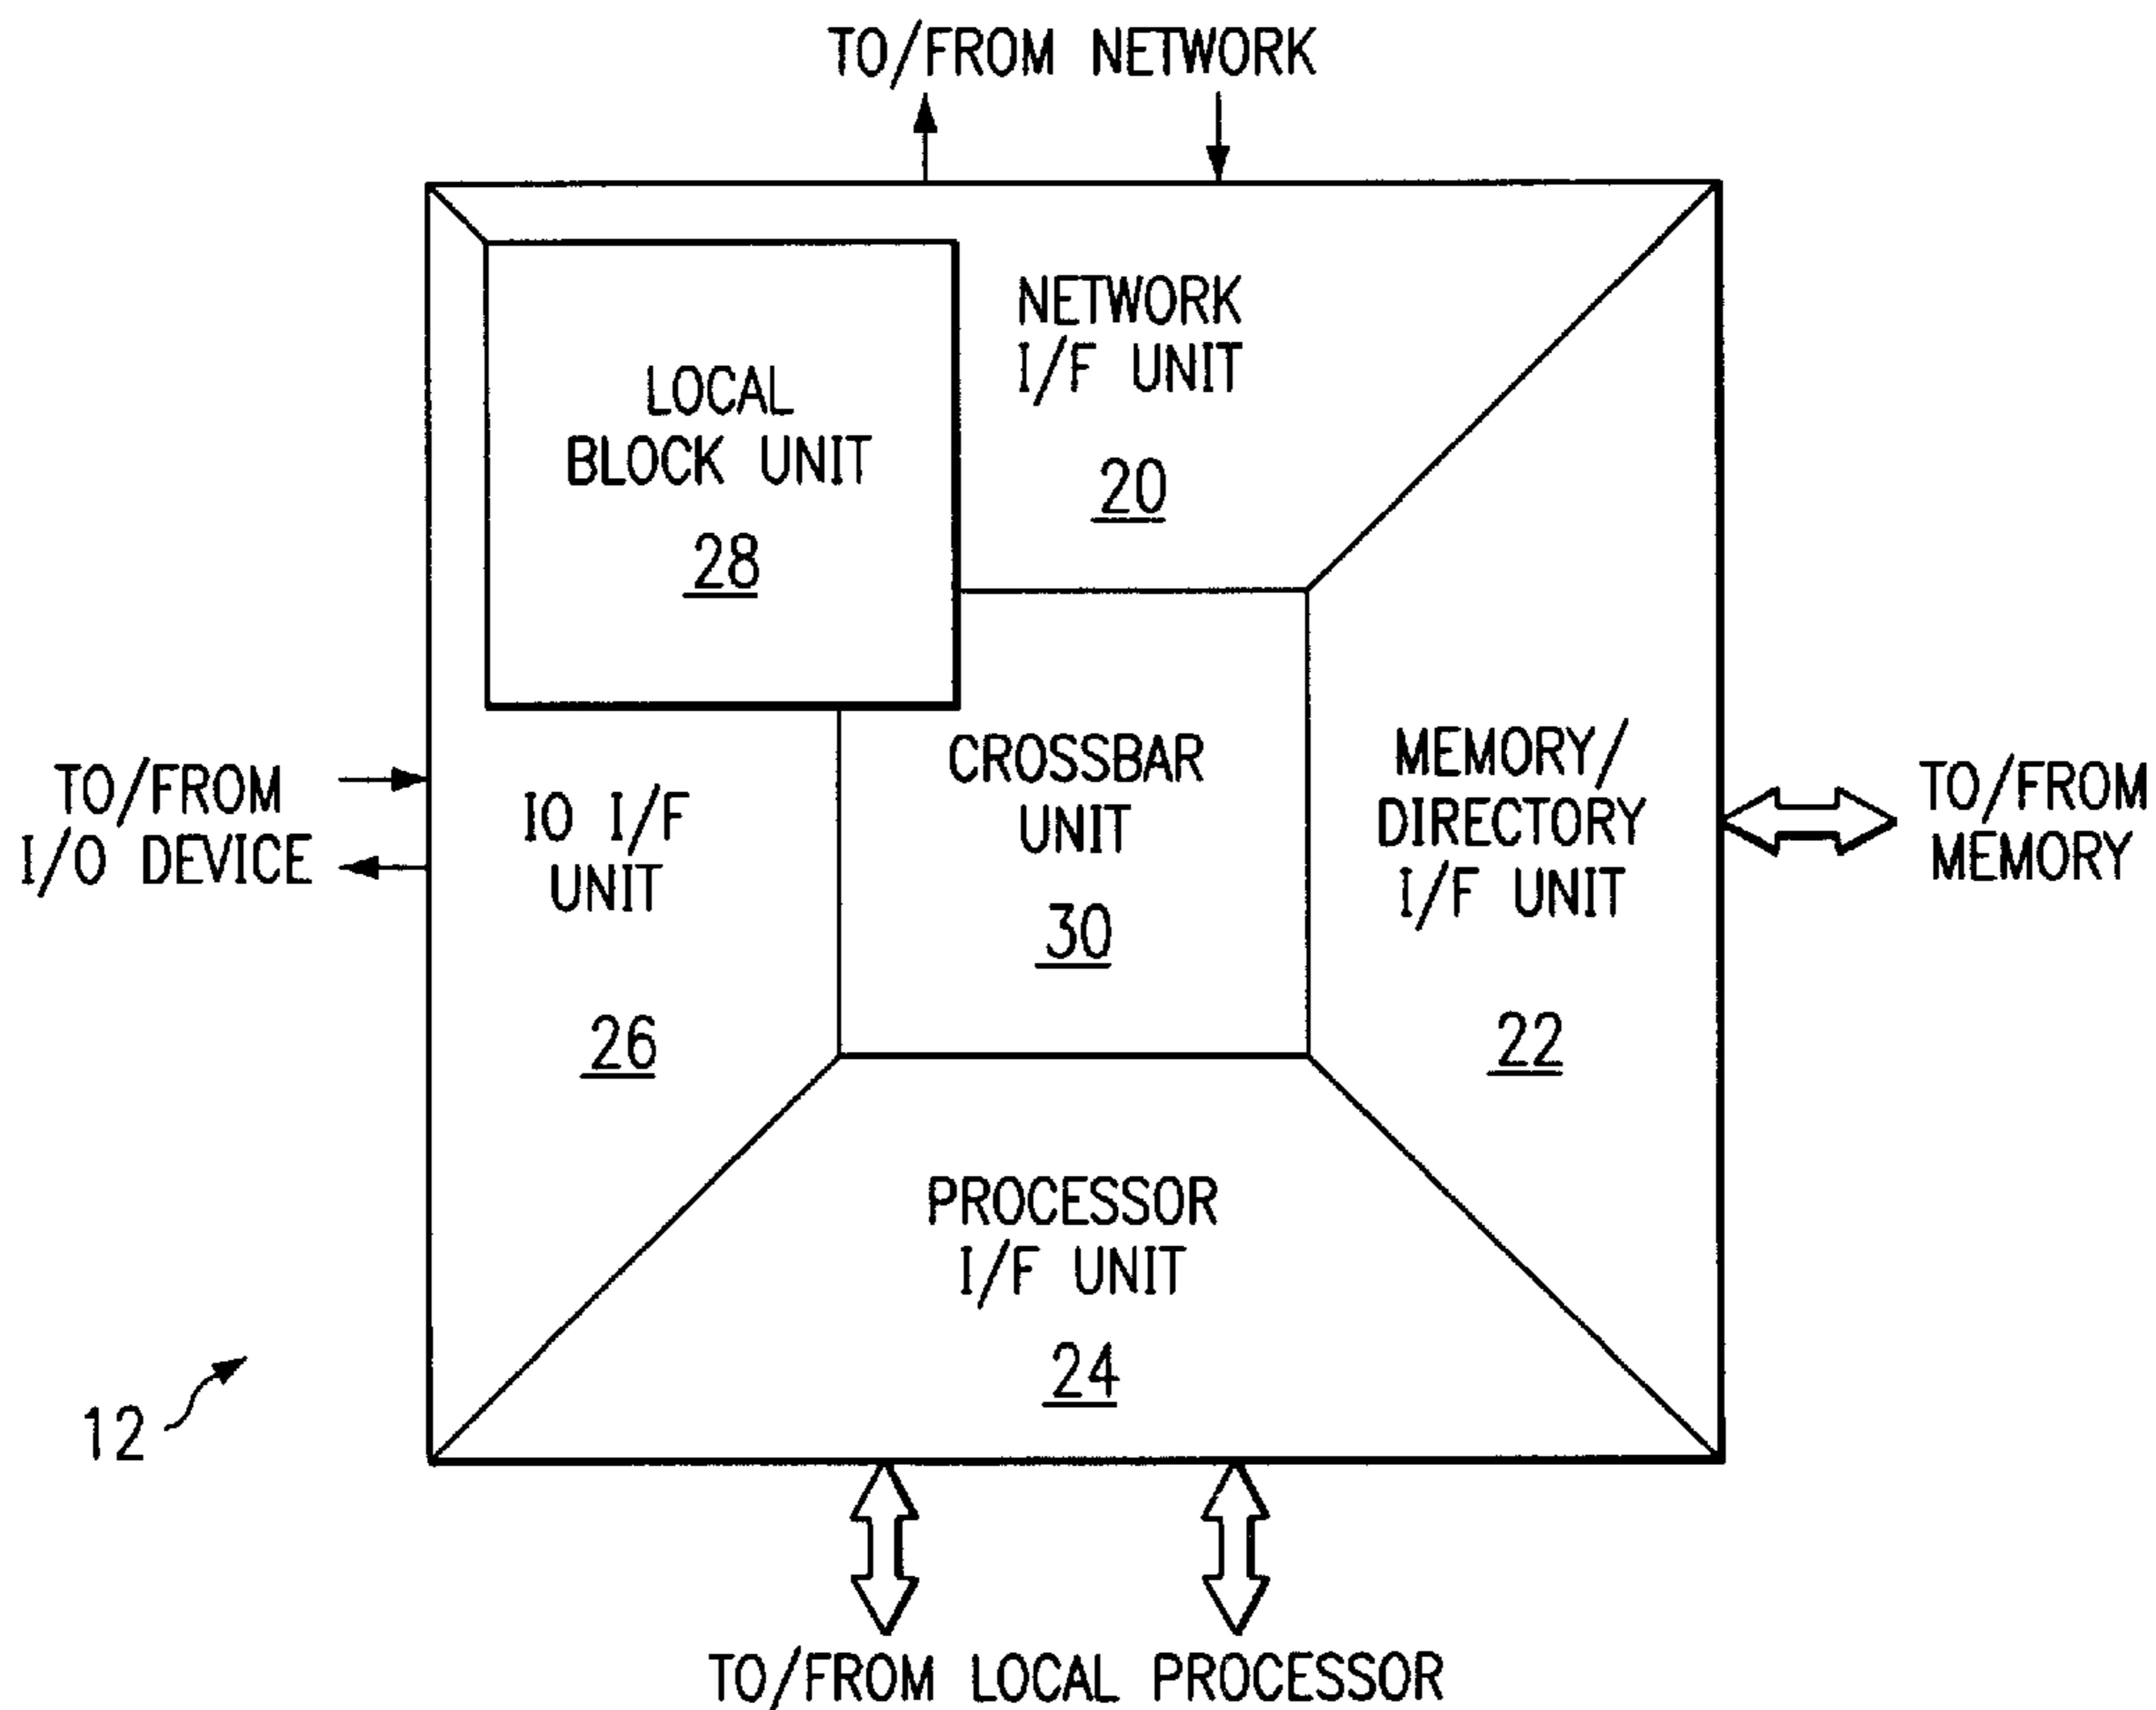 TO/FROM NETWORK
NETWORK
I/F UNIT
20
LOCAL
BLOCK UNIT
28
CROSSBAR
UNIT
30
MEMORY/
DIRECTORY
I/F UNIT
22
TO/FROM
MEMORY
TO/FROM
I/O DEVICE
IO I/F
UNIT
26
PROCESSOR
I/F UNIT
24
12
TO/FROM LOCAL PROCESSOR